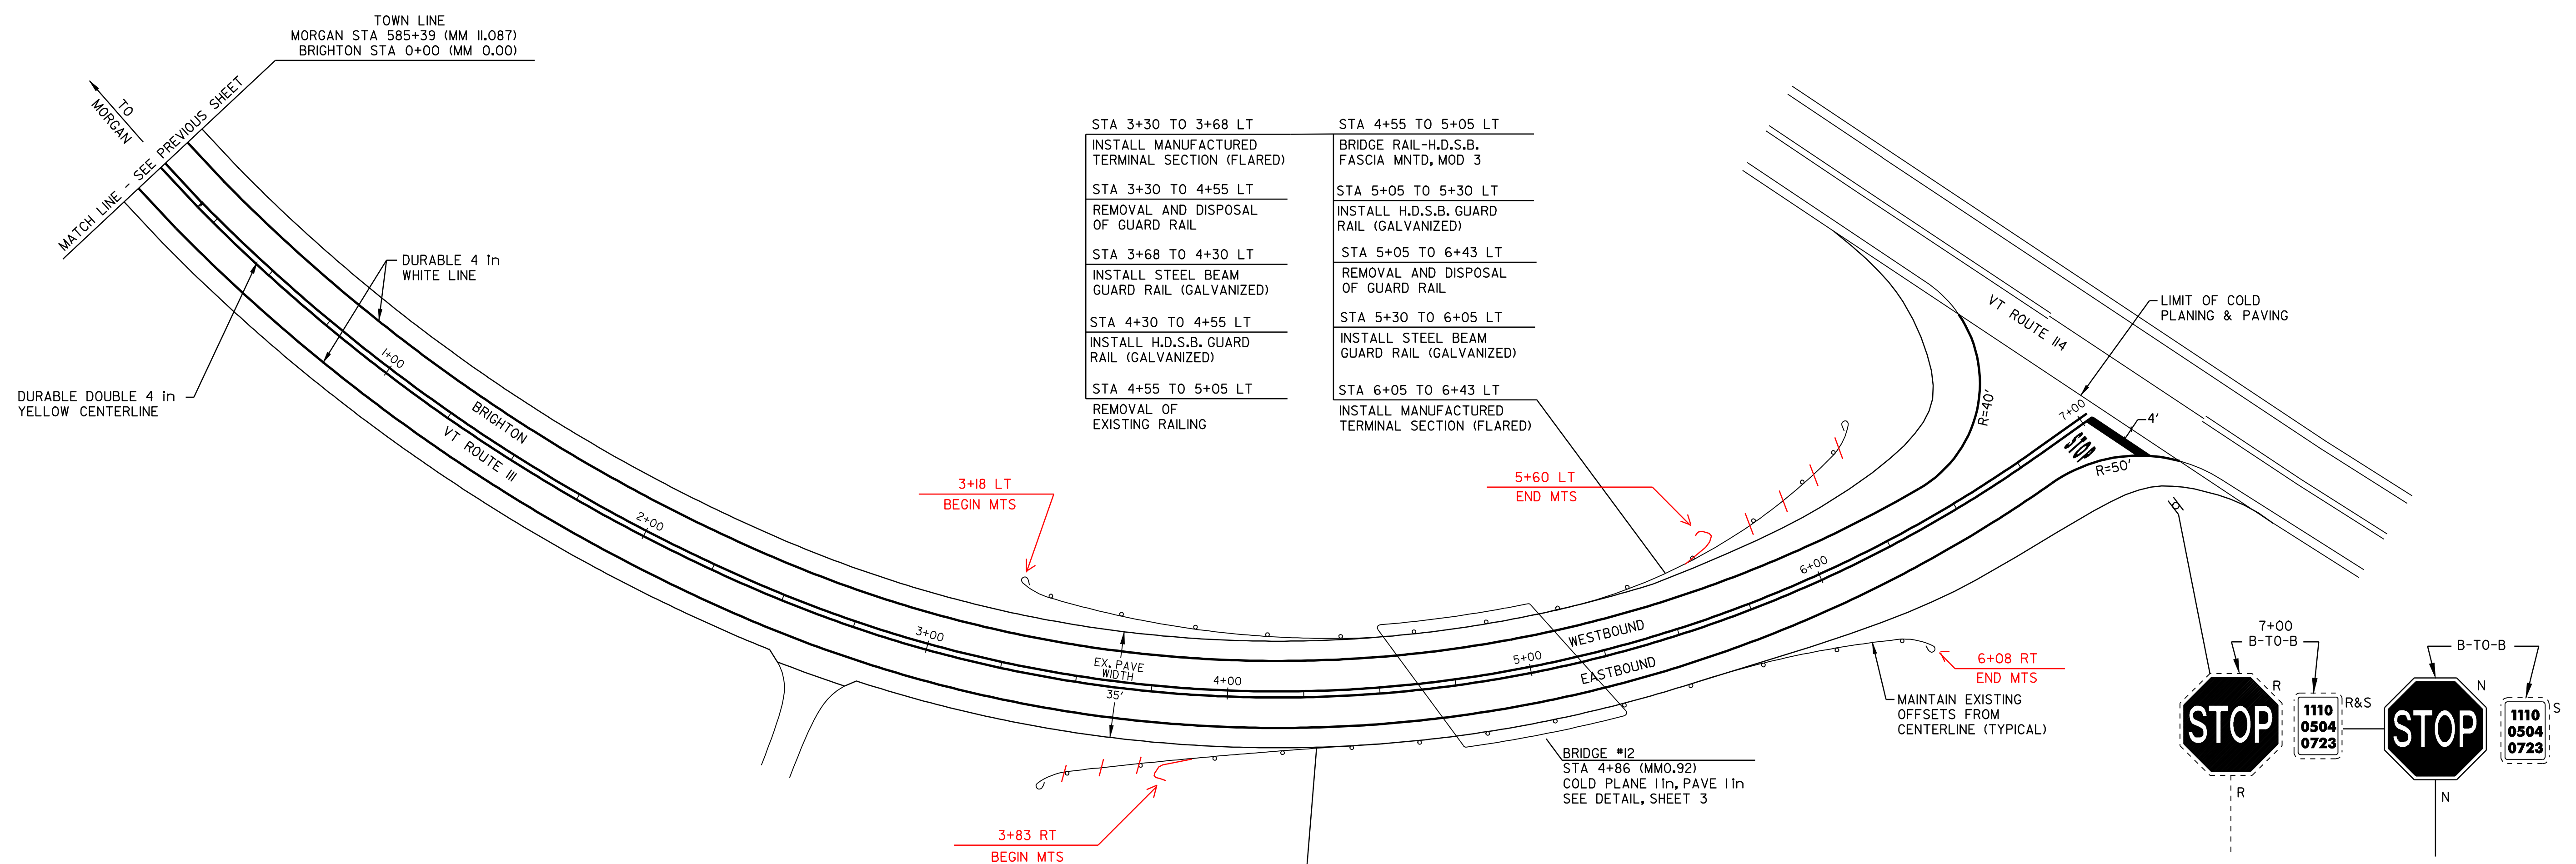 TOWN LINE
MORGAN STA 585+39 (MM 11.087)
BRIGHTON STA 0+00 (MM 0.00)
TO
MORGAN
MATCH LINE - SEE PREVIOUS SHEET
DURABLE 4 in
WHITE LINE
DURABLE DOUBLE 4 in
YELLOW CENTERLINE
1+00
BRIGHTON
VT ROUTE 111
2+00
3+00
EX. PAVE
WIDTH
35'
4+00
5+00
6+00
7+00
WESTBOUND
EASTBOUND
STA 3+30 TO 3+68 LT
INSTALL MANUFACTURED
TERMINAL SECTION (FLARED)
STA 3+30 TO 4+55 LT
REMOVAL AND DISPOSAL
OF GUARD RAIL
STA 3+68 TO 4+30 LT
INSTALL STEEL BEAM
GUARD RAIL (GALVANIZED)
STA 4+30 TO 4+55 LT
INSTALL H.D.S.B. GUARD
RAIL (GALVANIZED)
STA 4+55 TO 5+05 LT
REMOVAL OF
EXISTING RAILING
STA 4+55 TO 5+05 LT
BRIDGE RAIL-H.D.S.B.
FASCIA MNTD, MOD 3
STA 5+05 TO 5+30 LT
INSTALL H.D.S.B. GUARD
RAIL (GALVANIZED)
STA 5+05 TO 6+43 LT
REMOVAL AND DISPOSAL
OF GUARD RAIL
STA 5+30 TO 6+05 LT
INSTALL STEEL BEAM
GUARD RAIL (GALVANIZED)
STA 6+05 TO 6+43 LT
INSTALL MANUFACTURED
TERMINAL SECTION (FLARED)
3+18 LT
BEGIN MTS
5+60 LT
END MTS
3+83 RT
BEGIN MTS
6+08 RT
END MTS
VT ROUTE 114
LIMIT OF COLD
PLANING & PAVING
R=40'
4'
STOP
R=50'
MAINTAIN EXISTING
OFFSETS FROM
CENTERLINE (TYPICAL)
BRIDGE #12
STA 4+86 (MM0.92)
COLD PLANE 1in, PAVE 1in
SEE DETAIL, SHEET 3
7+00
B-TO-B
STOP
R
R
1110
0504
0723
R&S
B-TO-B
STOP
N
N
1110
0504
0723
S